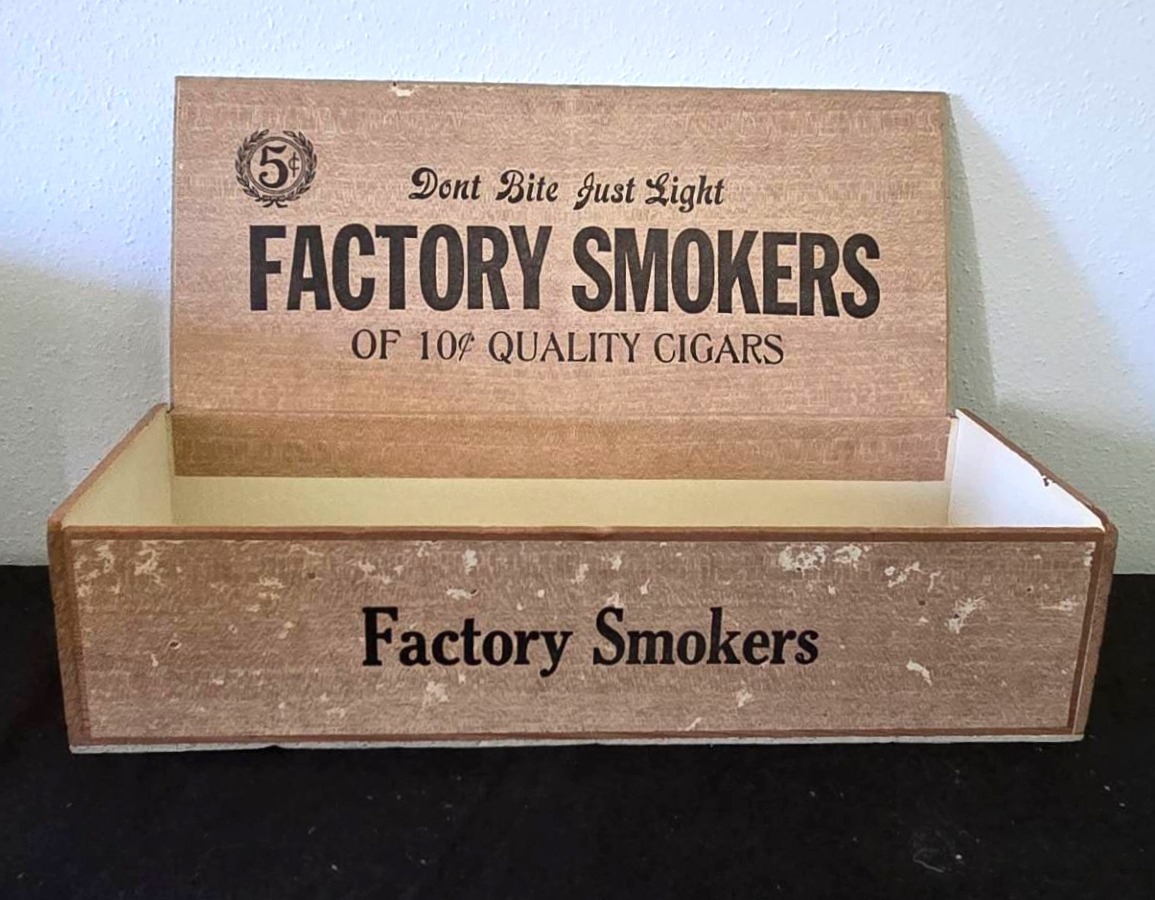 5¢
Dont Bite Just Light
FACTORY SMOKERS
OF 10¢ QUALITY CIGARS
Factory Smokers